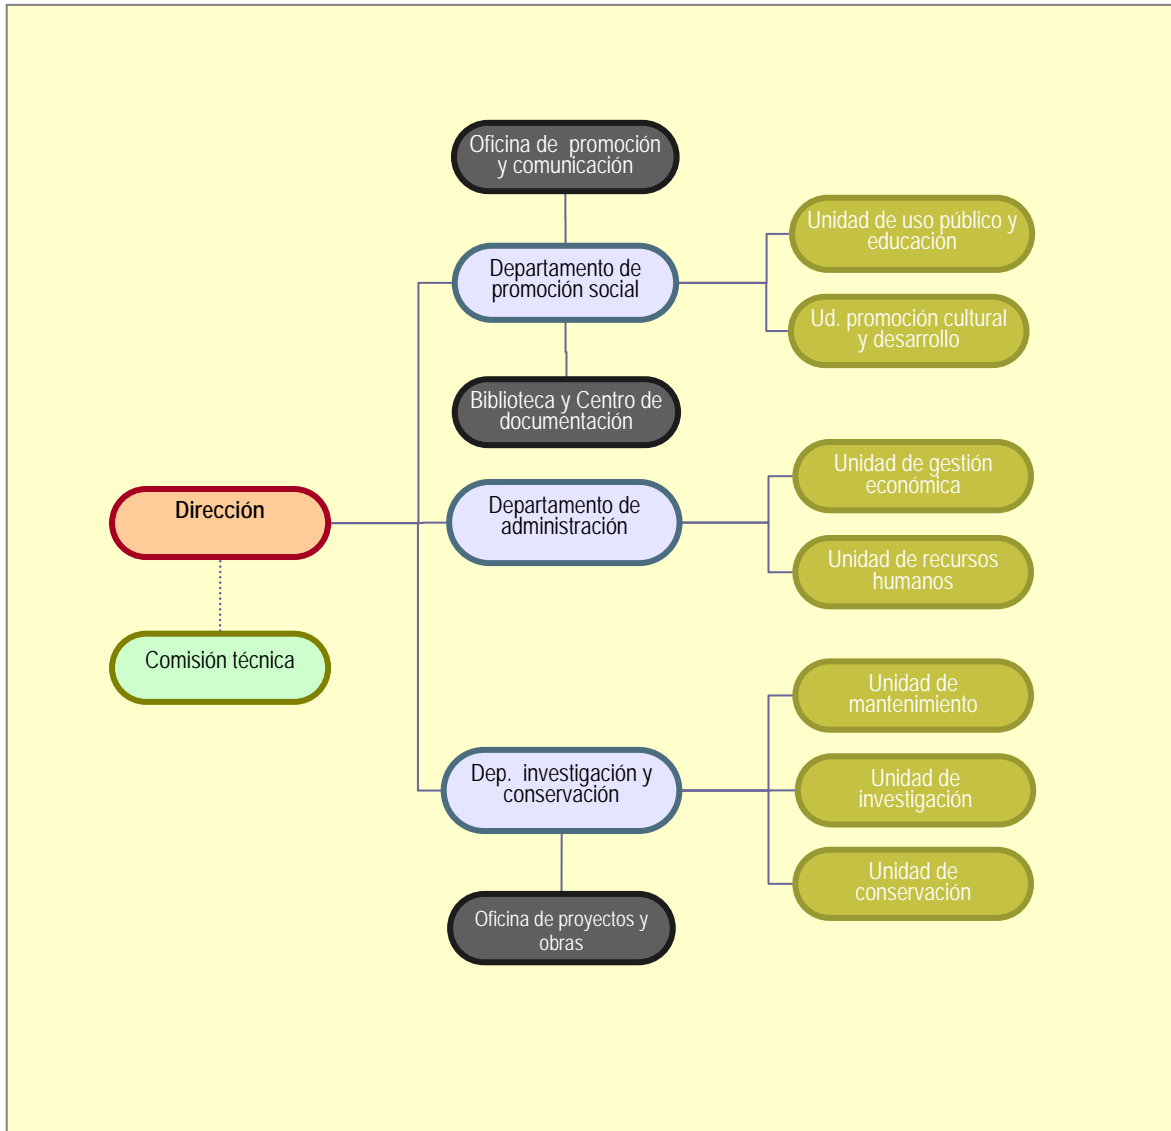 Oficina de promoción
y comunicación
Unidad de uso público y
educación
Departamento de
promoción social
Ud. promoción cultural
y desarrollo
Biblioteca y Centro de
documentación
Unidad de gestión
económica
Dirección
Departamento de
administración
Unidad de recursos
humanos
Comisión técnica
Unidad de
mantenimiento
Dep. investigación y
conservación
Unidad de
investigación
Unidad de
conservación
Oficina de proyectos y
obras